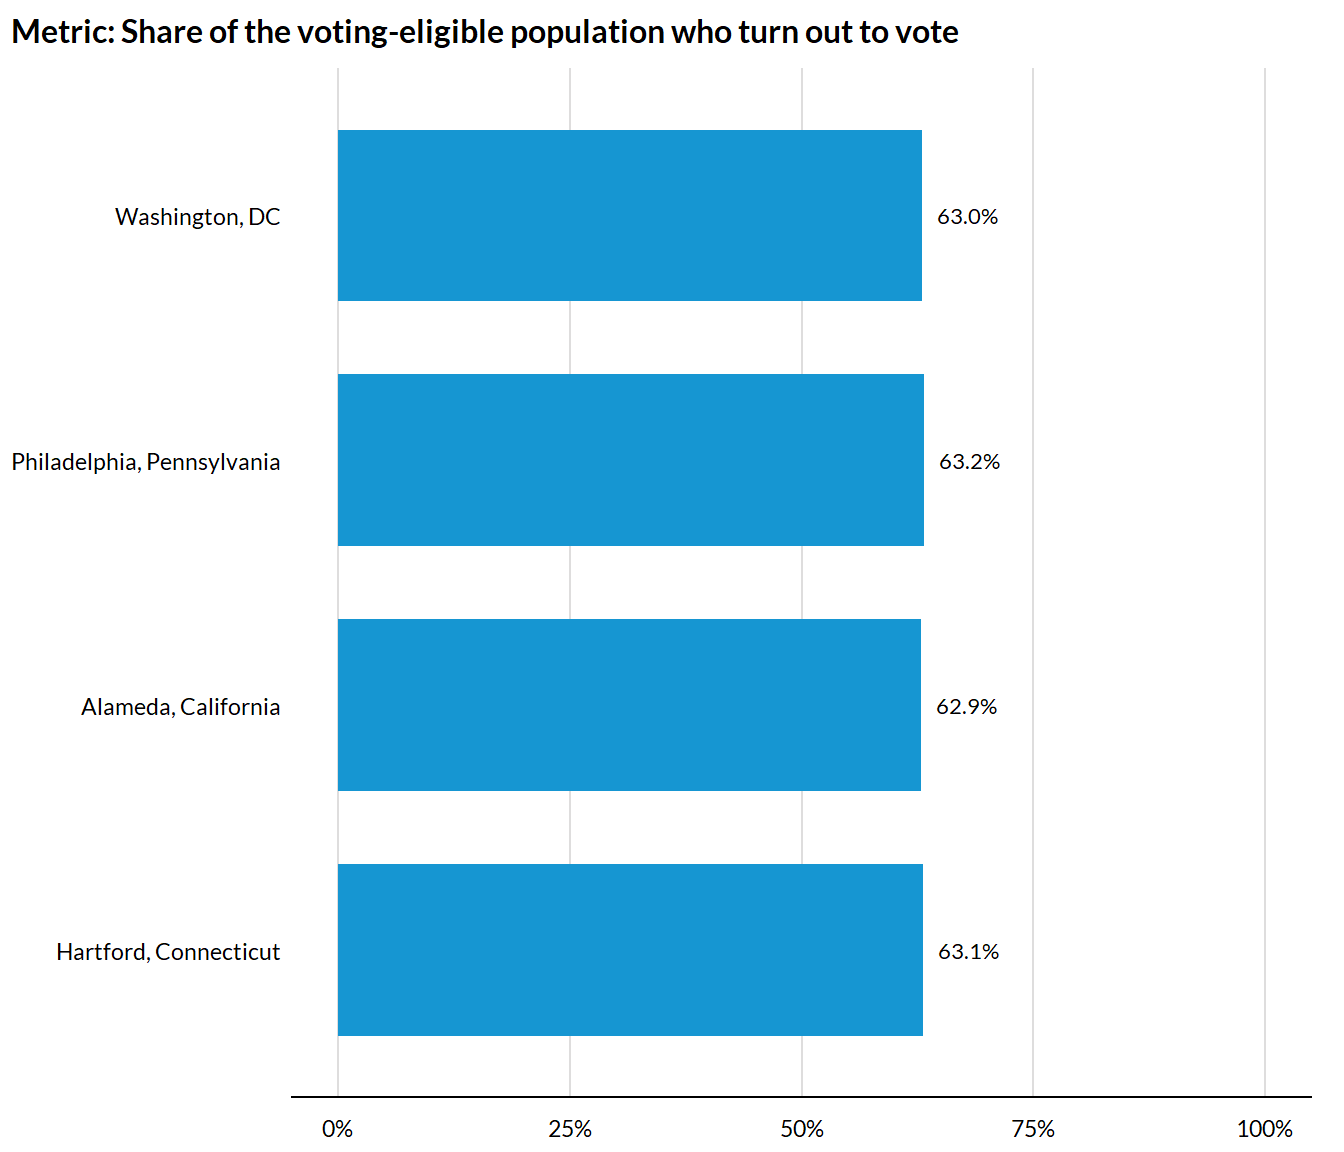 Metric: Share of the voting-eligible population who turn out to vote
Washington, DC 63.0%
Philadelphia, Pennsylvania 63.2%
Alameda, California 62.9%
Hartford, Connecticut 63.1%
0% 25% 50% 75% 100%